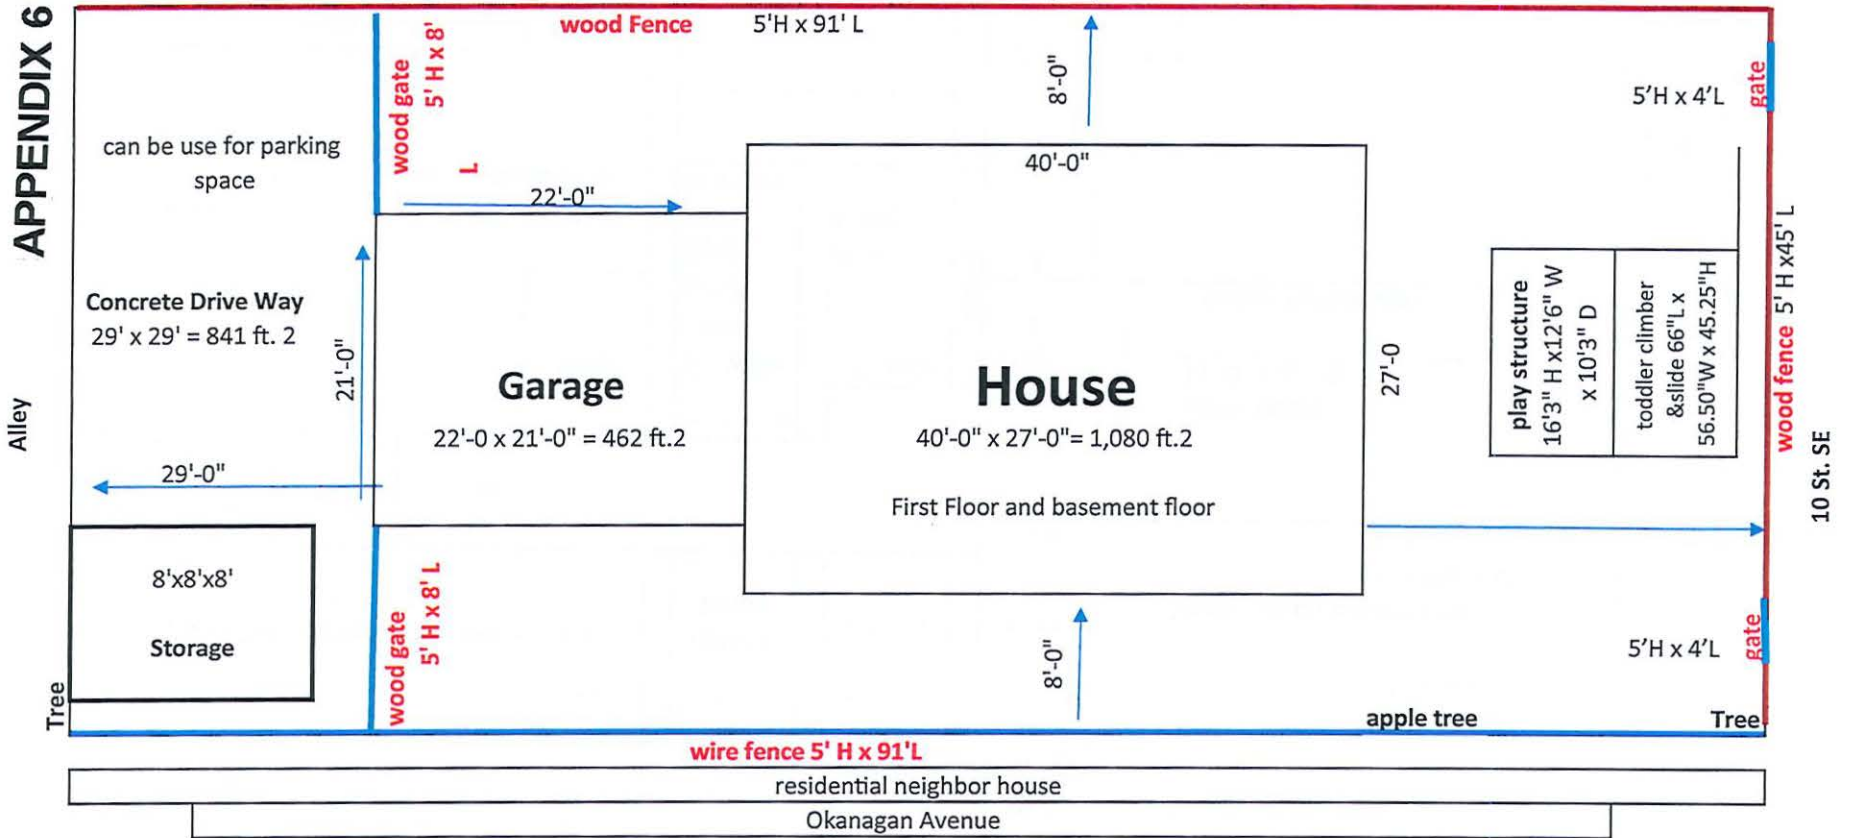 APPENDIX 6
wood Fence 5'H x 91' L
wood gate
5' H x 8'
L
8'-0"
5'H x 4'L
gate
can be use for parking
space
40'-0"
22'-0"
Concrete Drive Way
29' x 29' = 841 ft. 2
21'-0"
Garage
22'-0 x 21'-0" = 462 ft.2
House
40'-0" x 27'-0"= 1,080 ft.2
First Floor and basement floor
27'-0
play structure
16'3" H x12'6" W
x 10'3" D
toddler climber
&slide 66"L x
56.50"W x 45.25"H
wood fence 5' H x45' L
10 St. SE
Alley
29'-0"
8'x8'x8'
Storage
Tree
wood gate
5' H x 8' L
8'-0"
5'H x 4'L
gate
apple tree
Tree
wire fence 5' H x 91'L
residential neighbor house
Okanagan Avenue